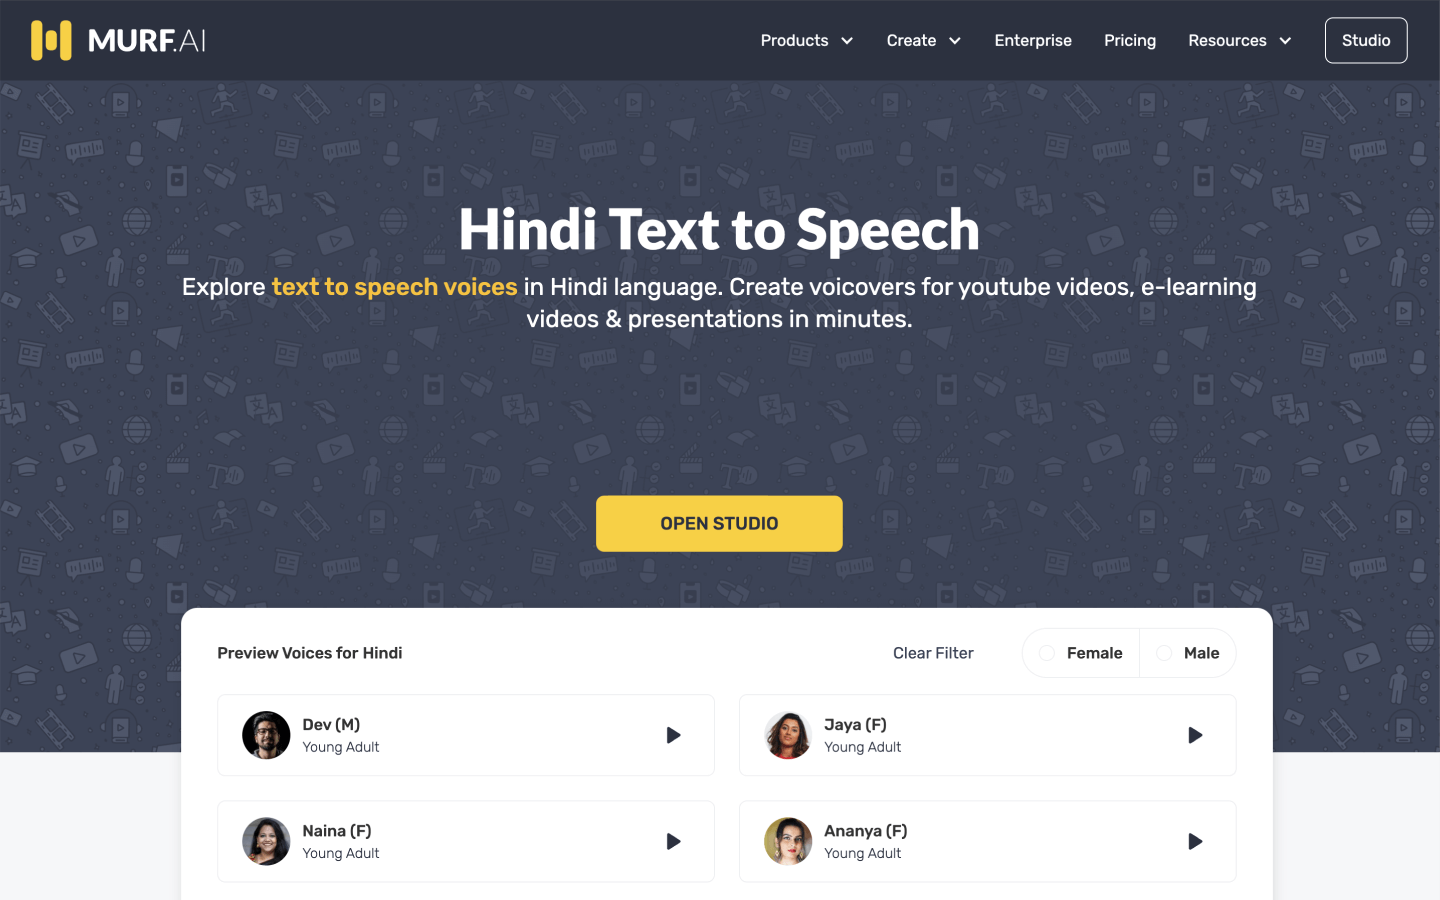 MURF.AI
Products
Create
Enterprise
Pricing
Resources
Studio
Hindi Text to Speech
Explore text to speech voices in Hindi language. Create voicovers for youtube videos, e-learning
videos & presentations in minutes.
OPEN STUDIO
Preview Voices for Hindi
Clear Filter
Female
Male
Dev (M)
Young Adult
Jaya (F)
Young Adult
Naina (F)
Young Adult
Ananya (F)
Young Adult